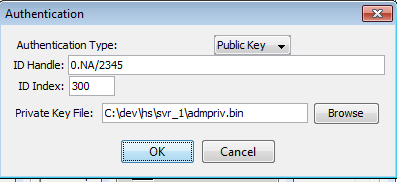 Authentication
Authentication Type: Public Key
ID Handle: 0.NA/2345
ID Index: 300
Private Key File: C:\dev\hs\svr_1\admpriv.bin Browse
OK Cancel